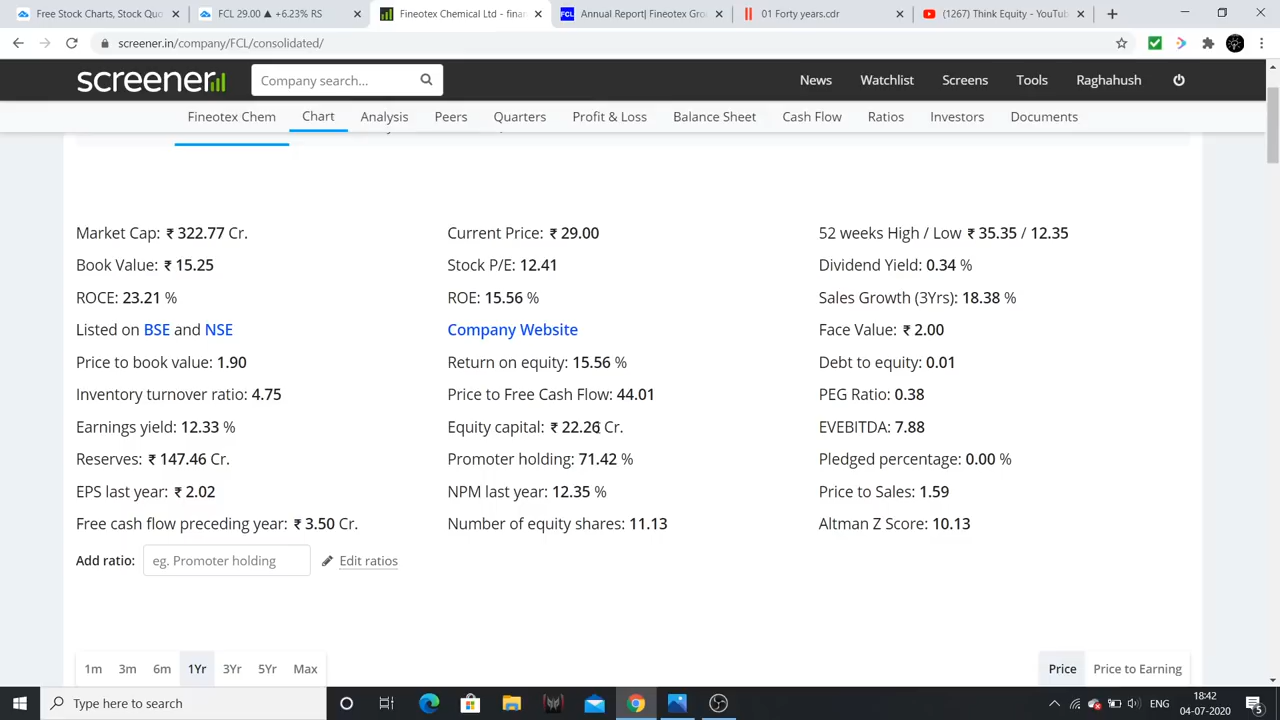 Free Stock Charts, Stock Quo
FCL 29.00 ▲ +6.23% RS
Fineotex Chemical Ltd - finan
FCL Annual Report| Fineotex Gro
01 Forty years.cdr
(1267) Think Equity - YouTub
screener.in/company/FCL/consolidated/
screener
Company search...
News
Watchlist
Screens
Tools
Raghahush
Fineotex Chem
Chart
Analysis
Peers
Quarters
Profit & Loss
Balance Sheet
Cash Flow
Ratios
Investors
Documents
Market Cap: ₹ 322.77 Cr.
Current Price: ₹ 29.00
52 weeks High / Low ₹ 35.35 / 12.35
Book Value: ₹ 15.25
Stock P/E: 12.41
Dividend Yield: 0.34 %
ROCE: 23.21 %
ROE: 15.56 %
Sales Growth (3Yrs): 18.38 %
Listed on BSE and NSE
Company Website
Face Value: ₹ 2.00
Price to book value: 1.90
Return on equity: 15.56 %
Debt to equity: 0.01
Inventory turnover ratio: 4.75
Price to Free Cash Flow: 44.01
PEG Ratio: 0.38
Earnings yield: 12.33 %
Equity capital: ₹ 22.26 Cr.
EVEBITDA: 7.88
Reserves: ₹ 147.46 Cr.
Promoter holding: 71.42 %
Pledged percentage: 0.00 %
EPS last year: ₹ 2.02
NPM last year: 12.35 %
Price to Sales: 1.59
Free cash flow preceding year: ₹ 3.50 Cr.
Number of equity shares: 11.13
Altman Z Score: 10.13
Add ratio:
eg. Promoter holding
Edit ratios
1m
3m
6m
1Yr
3Yr
5Yr
Max
Price
Price to Earning
Type here to search
ENG
18:42
04-07-2020
5